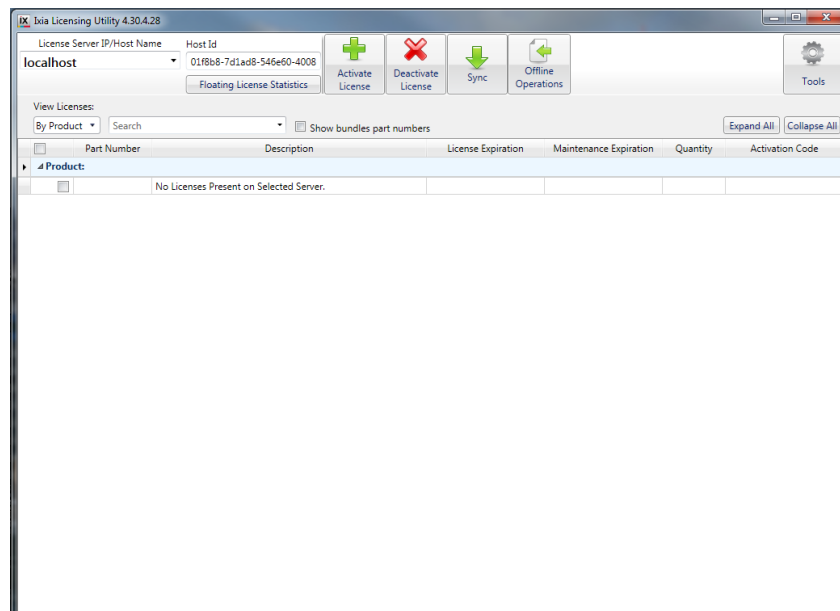 IX Ixia Licensing Utility 4.30.4.28
License Server IP/Host Name
Host Id
localhost
01f8b8-7d1ad8-546e60-4008
Floating License Statistics
Activate
License
Deactivate
License
Sync
Offline
Operations
Tools
View Licenses:
By Product
Search
Show bundles part numbers
Expand All
Collapse All
Part Number Description License Expiration Maintenance Expiration Quantity Activation Code
Product:
No Licenses Present on Selected Server.